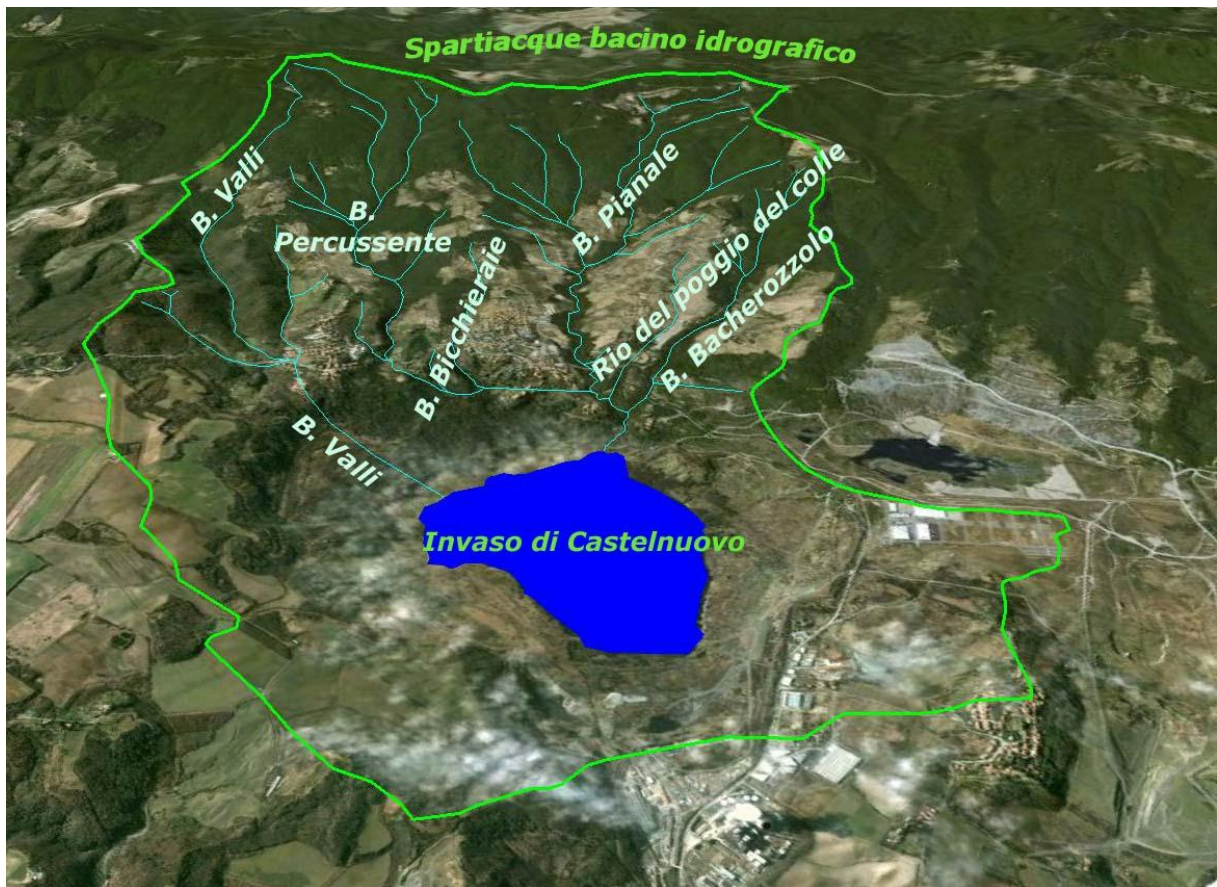 Spartiacque bacino idrografico
B. Valli
B.
Percussente
B. Bicchieraie
B. Pianale
Rio del poggio del colle
B. Bacherozzolo
B. Valli
Invaso di Castelnuovo